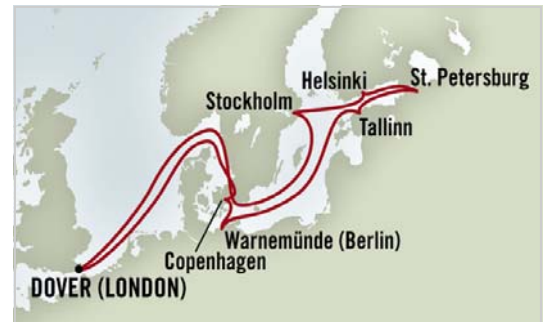 Helsinki
St. Petersburg
Stockholm
Tallinn
Warnemünde (Berlin)
Copenhagen
DOVER (LONDON)